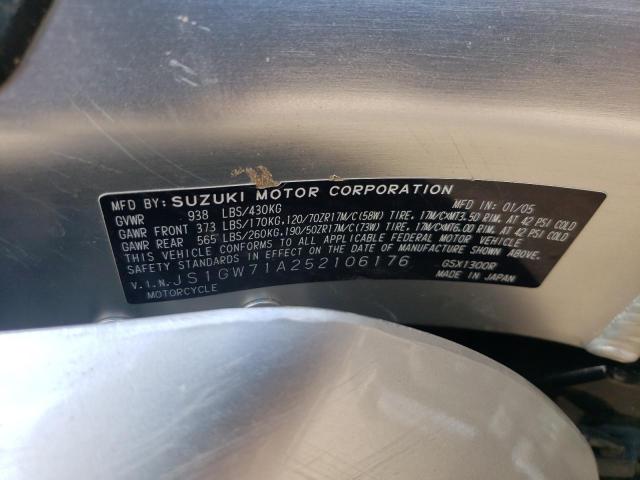 MFD BY: SUZUKI MOTOR CORPORATION MFD IN: 01/05
GVWR 938 LBS/430KG
GAWR FRONT 373 LBS/170KG,120/70ZR17M/C(58W) TIRE, 17M/C×MT3.50 RIM. AT 42 PSI COLD
GAWR REAR 565 LBS/260KG,190/50ZR17M/C(73W) TIRE, 17M/C×MT6.00 RIM. AT 42 PSI COLD
THIS VEHICLE CONFORMS TO ALL APPLICABLE FEDERAL MOTOR VEHICLE
SAFETY STANDARDS IN EFFECT ON THE DATE OF MANUFACTURE SHOWN ABOVE.
V.I.N. JS1GW71A252106176 GSX1300R
MOTORCYCLE MADE IN JAPAN